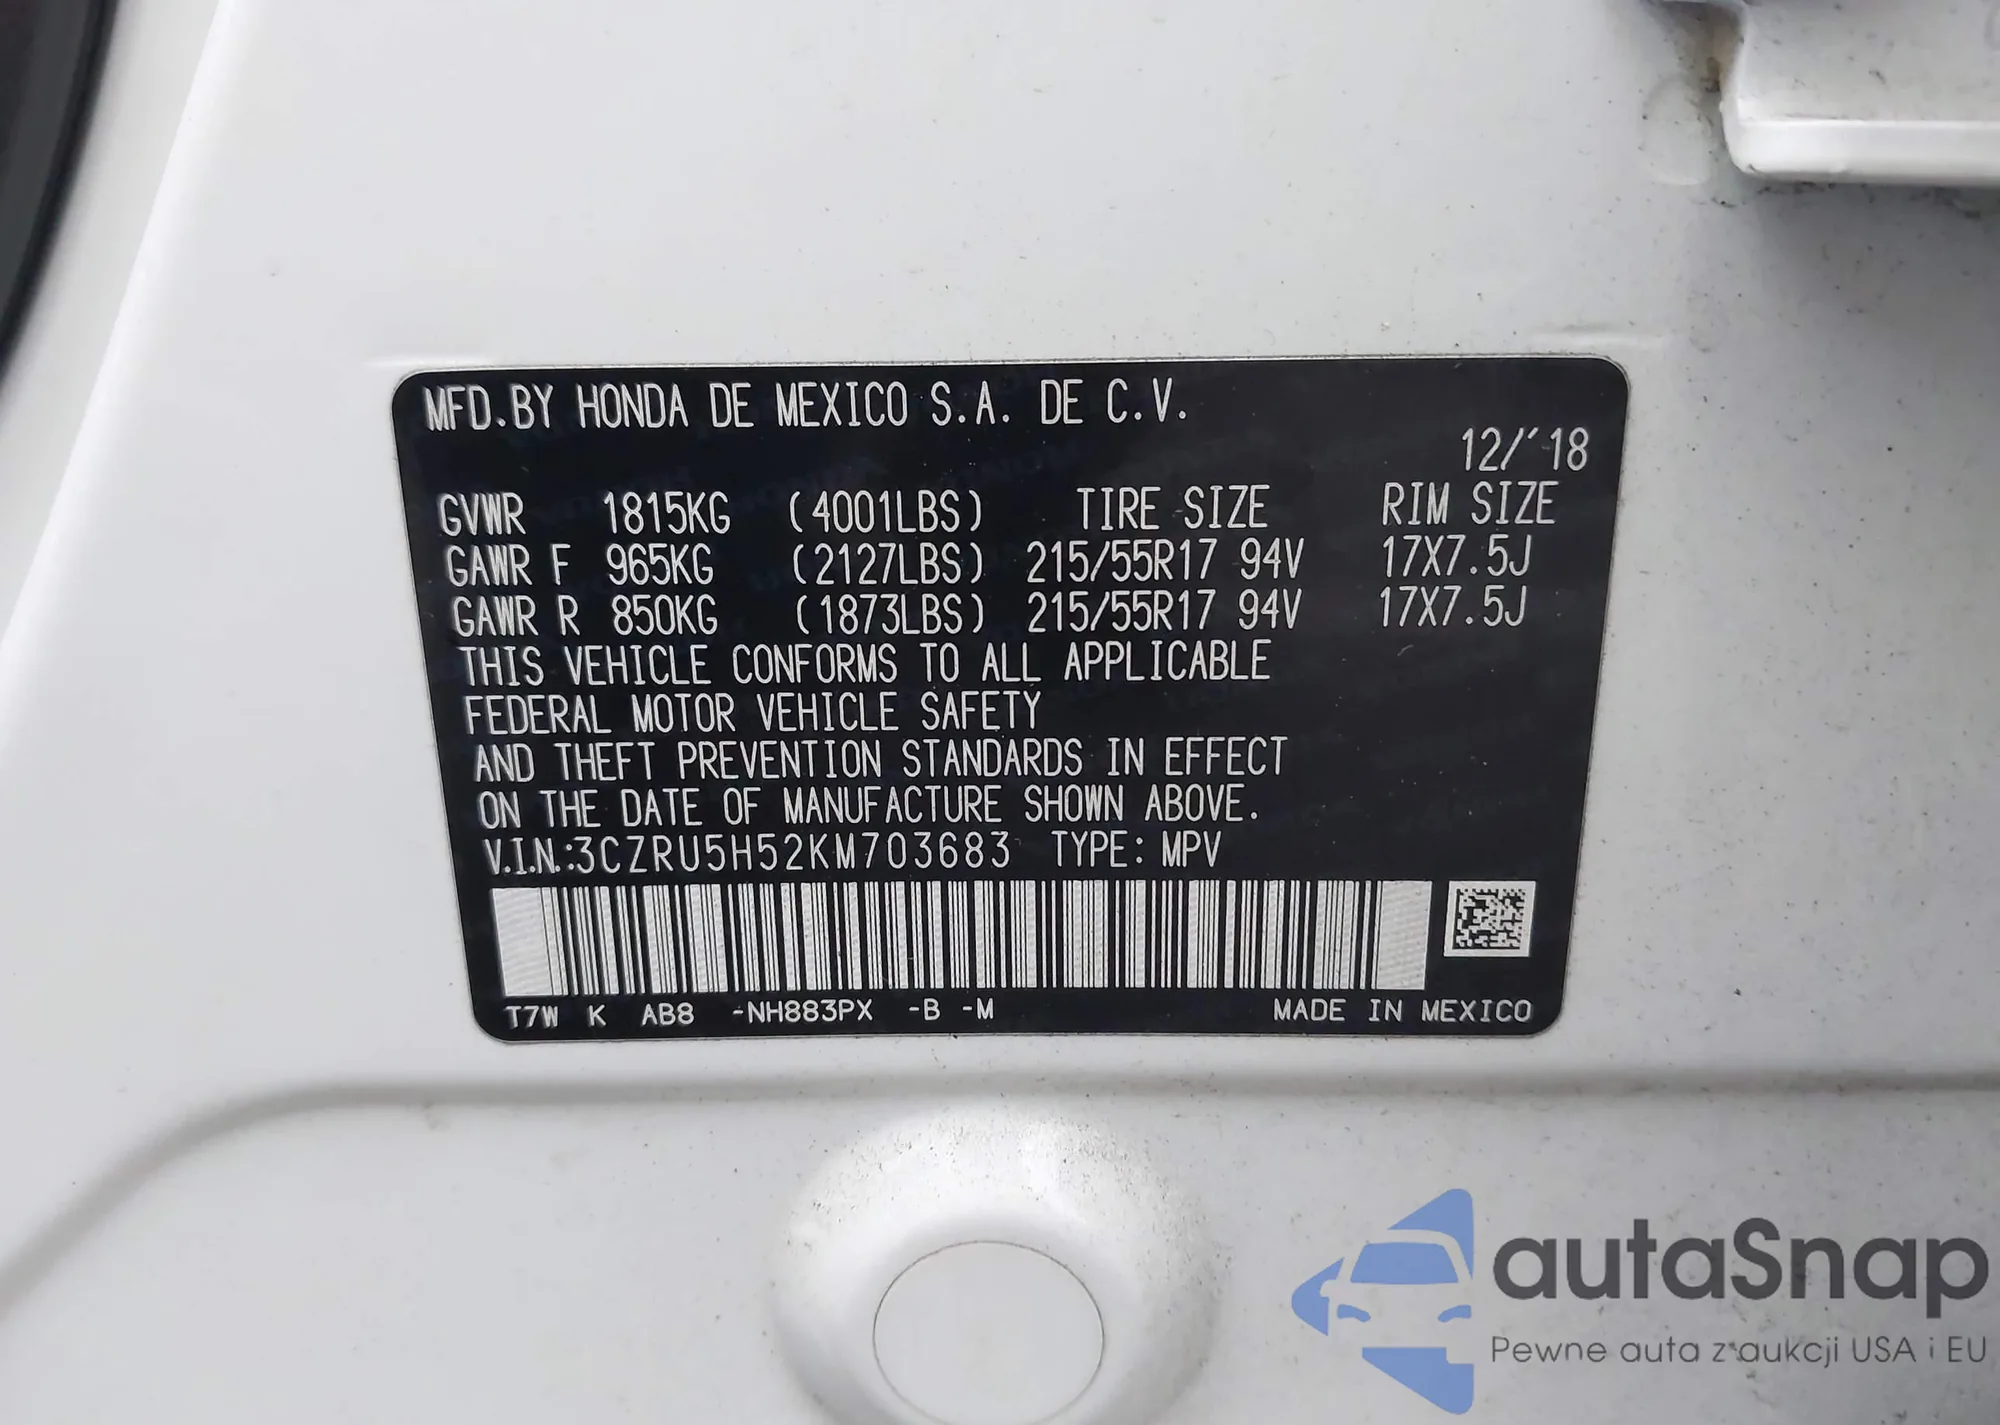 MFD.BY HONDA DE MEXICO S.A. DE C.V.
12/'18
GVWR 1815KG (4001LBS) TIRE SIZE RIM SIZE
GAWR F 965KG (2127LBS) 215/55R17 94V 17X7.5J
GAWR R 850KG (1873LBS) 215/55R17 94V 17X7.5J
THIS VEHICLE CONFORMS TO ALL APPLICABLE
FEDERAL MOTOR VEHICLE SAFETY
AND THEFT PREVENTION STANDARDS IN EFFECT
ON THE DATE OF MANUFACTURE SHOWN ABOVE.
V.I.N.:3CZRU5H52KM703683 TYPE: MPV
T7W K AB8 -NH883PX -B -M MADE IN MEXICO
autaSnap
Pewne auta z aukcji USA i EU